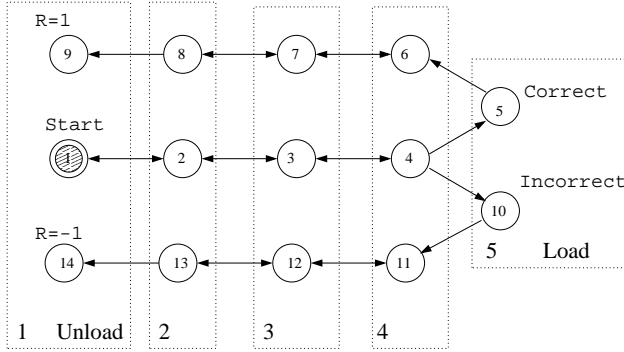 R=1
9 8 7 6
5 Correct
Start
1 2 3 4
Incorrect
10
R=-1
14 13 12 11
5 Load
1 Unload 2 3 4